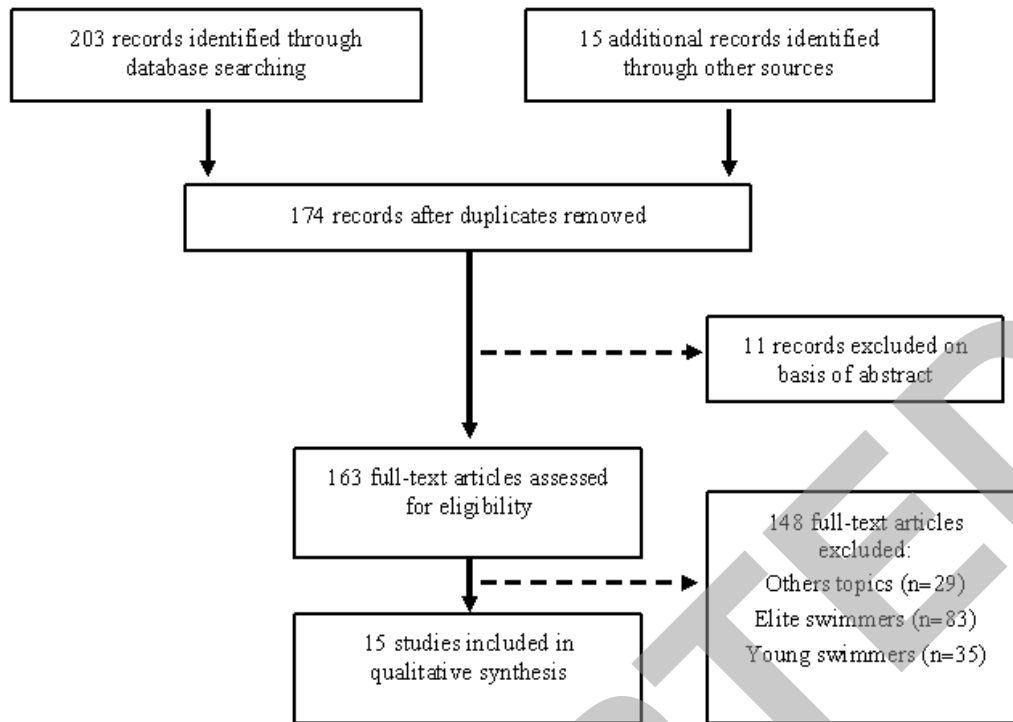 203 records identified through
database searching
15 additional records identified
through other sources
174 records after duplicates removed
11 records excluded on
basis of abstract
163 full-text articles assessed
for eligibility
148 full-text articles
excluded:
Others topics (n=29)
Elite swimmers (n=83)
Young swimmers (n=35)
15 studies included in
qualitative synthesis